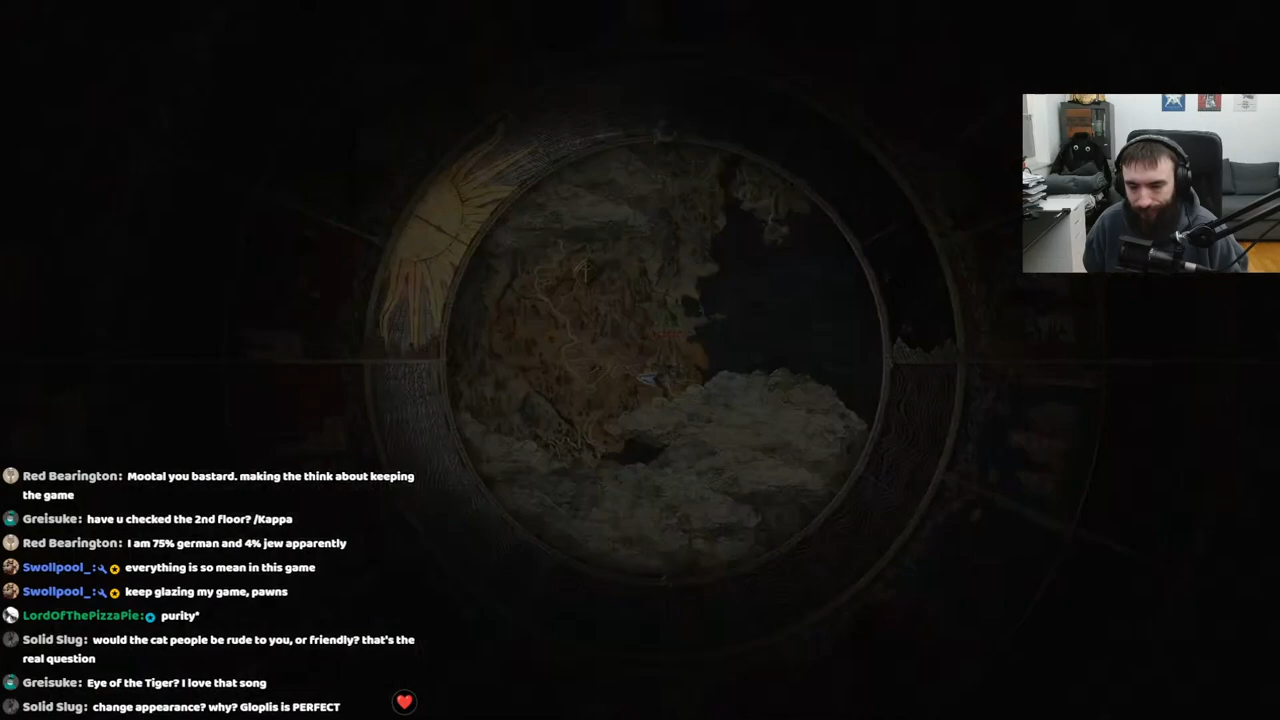 Red Bearington: Mootal you bastard. making the think about keeping
the game
Greisuke: have u checked the 2nd floor? /Kappa
Red Bearington: I am 75% german and 4% jew apparently
Swollpool_: everything is so mean in this game
Swollpool_: keep glazing my game, pawns
LordOfThePizzaPie: purity*
Solid Slug: would the cat people be rude to you, or friendly? that's the
real question
Greisuke: Eye of the Tiger? I love that song
Solid Slug: change appearance? why? Gloplis is PERFECT